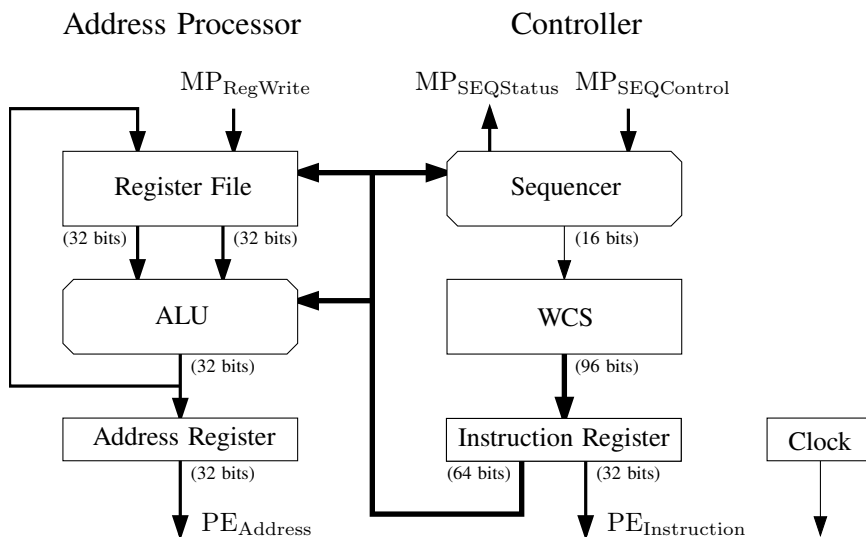 Address Processor Controller
MP_RegWrite MP_SEQStatus MP_SEQControl
Register File Sequencer
(32 bits) (32 bits) (16 bits)
ALU WCS
(32 bits) (96 bits)
Address Register Instruction Register Clock
(32 bits) (64 bits) (32 bits)
PE_Address PE_Instruction